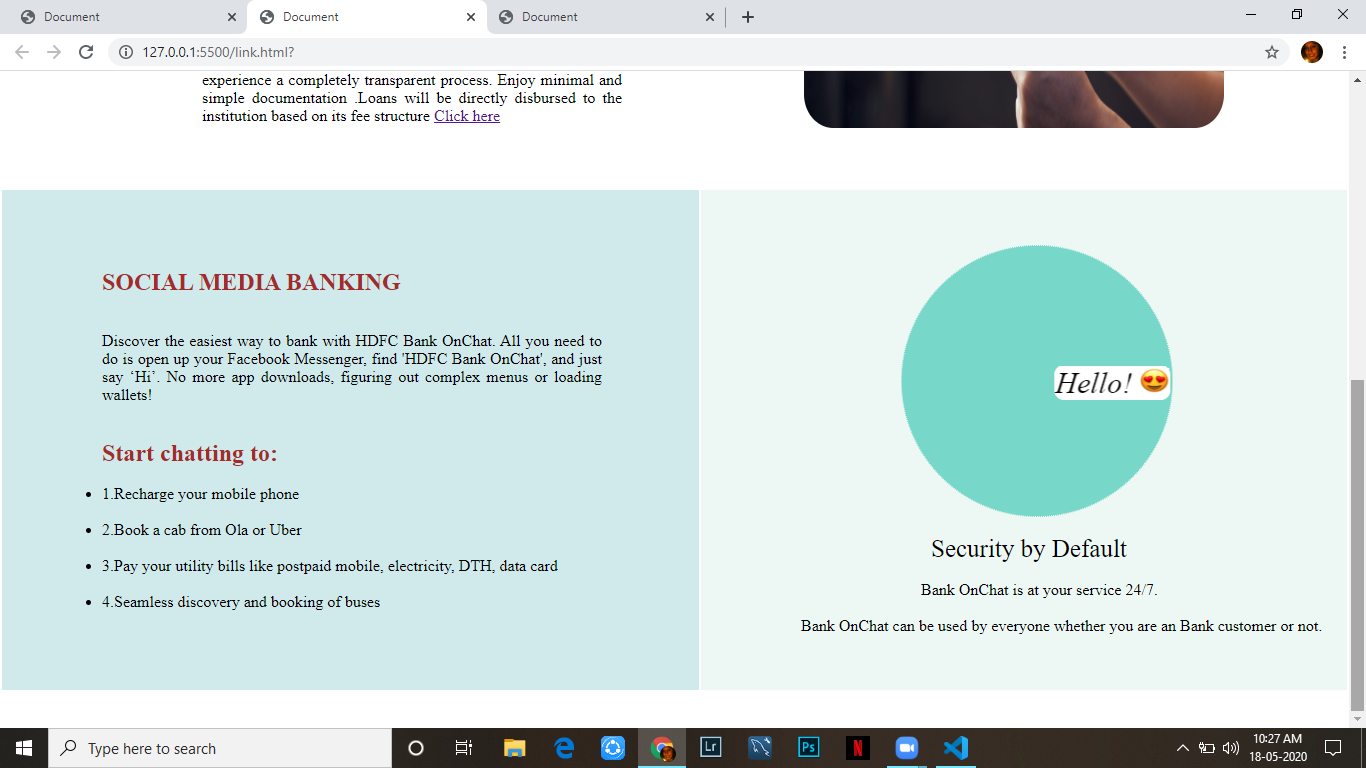 Document
Document
Document
127.0.0.1:5500/link.html?
experience a completely transparent process. Enjoy minimal and
simple documentation .Loans will be directly disbursed to the
institution based on its fee structure Click here
SOCIAL MEDIA BANKING
Discover the easiest way to bank with HDFC Bank OnChat. All you need to
do is open up your Facebook Messenger, find 'HDFC Bank OnChat', and just
say ‘Hi’. No more app downloads, figuring out complex menus or loading
wallets!
Start chatting to:
1.Recharge your mobile phone
2.Book a cab from Ola or Uber
3.Pay your utility bills like postpaid mobile, electricity, DTH, data card
4.Seamless discovery and booking of buses
Hello! 😍
Security by Default
Bank OnChat is at your service 24/7.
Bank OnChat can be used by everyone whether you are an Bank customer or not.
Type here to search
Lr
Ps
N
10:27 AM
18-05-2020